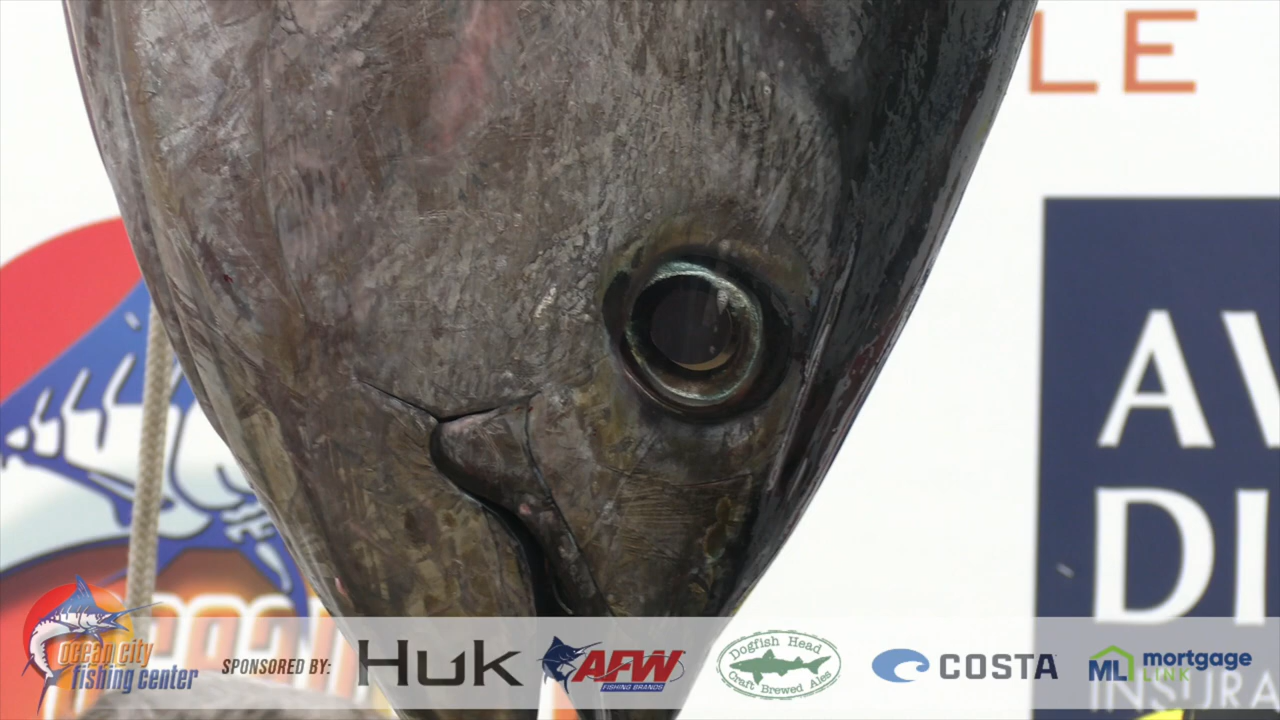 LE
AV
DI
INSURA
ocean city
fishing center
SPONSORED BY:
HUK
AFW
FISHING BRANDS
Dogfish Head
Craft Brewed Ales
COSTA
ML mortgage
LINK